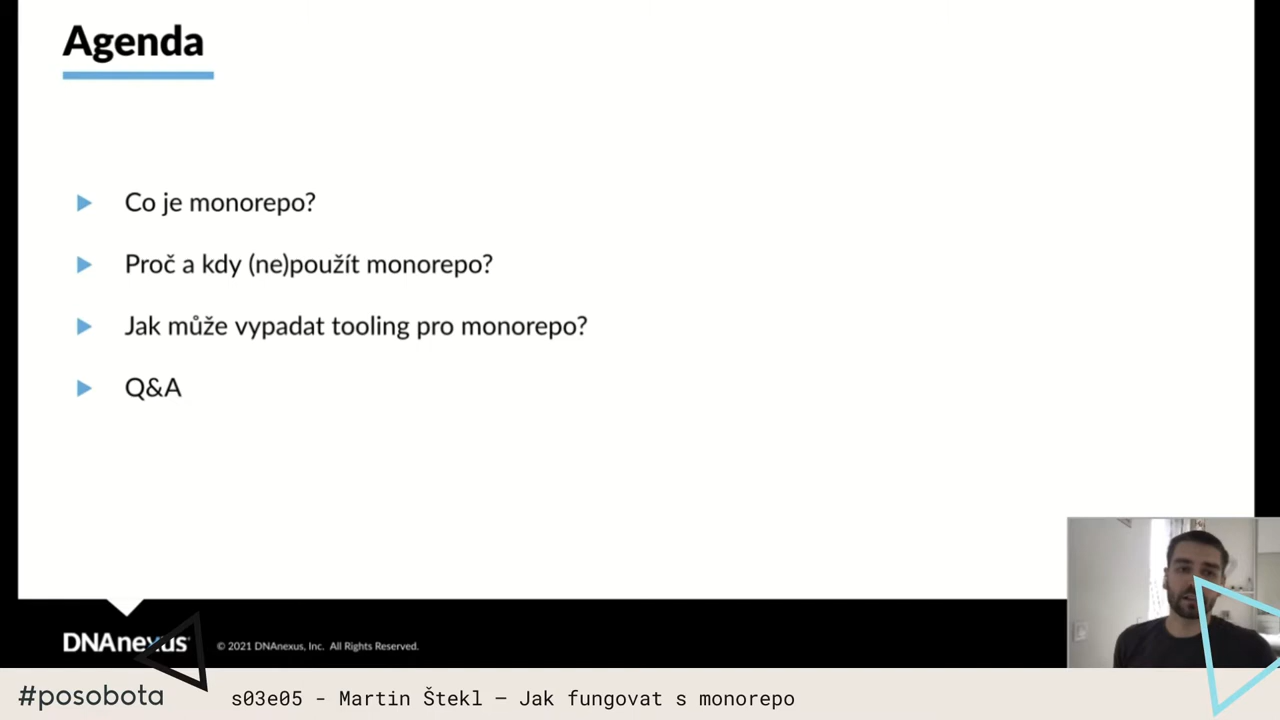 Agenda
Co je monorepo?
Proč a kdy (ne)použít monorepo?
Jak může vypadat tooling pro monorepo?
Q&A
DNAnexus
© 2021 DNAnexus, Inc. All Rights Reserved.
#posobota
s03e05 - Martin Štekl – Jak fungovat s monorepo